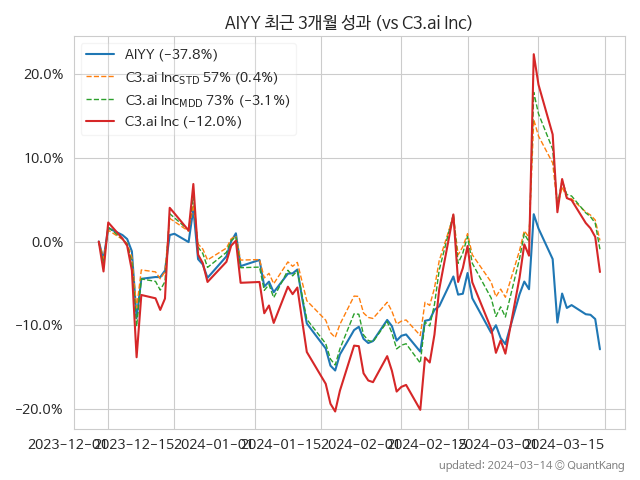 AIYY 최근 3개월 성과 (vs C3.ai Inc)
AIYY (−37.8%)
C3.ai Inc_STD 57% (0.4%)
C3.ai Inc_MDD 73% (−3.1%)
C3.ai Inc (−12.0%)
20.0%
10.0%
0.0%
−10.0%
−20.0%
2023-12-01 2023-12-15 2024-01-01 2024-01-15 2024-02-01 2024-02-15 2024-03-01 2024-03-15
updated: 2024-03-14 ⓒ QuantKang